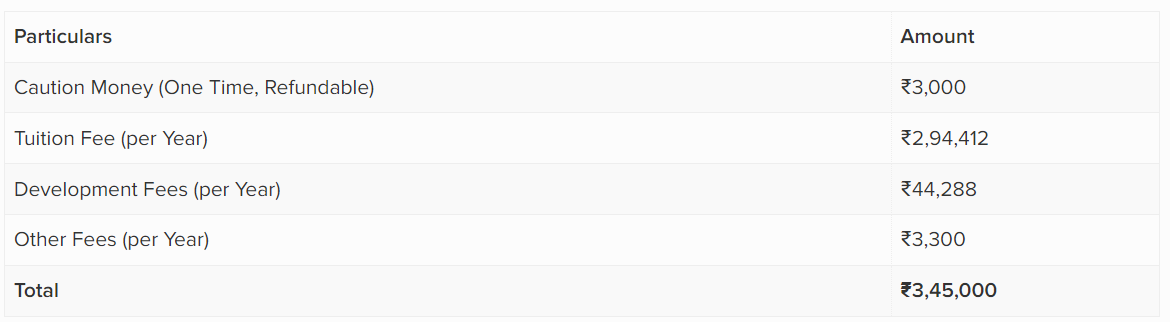 Particulars Amount
Caution Money (One Time, Refundable) ₹3,000
Tuition Fee (per Year) ₹2,94,412
Development Fees (per Year) ₹44,288
Other Fees (per Year) ₹3,300
Total ₹3,45,000